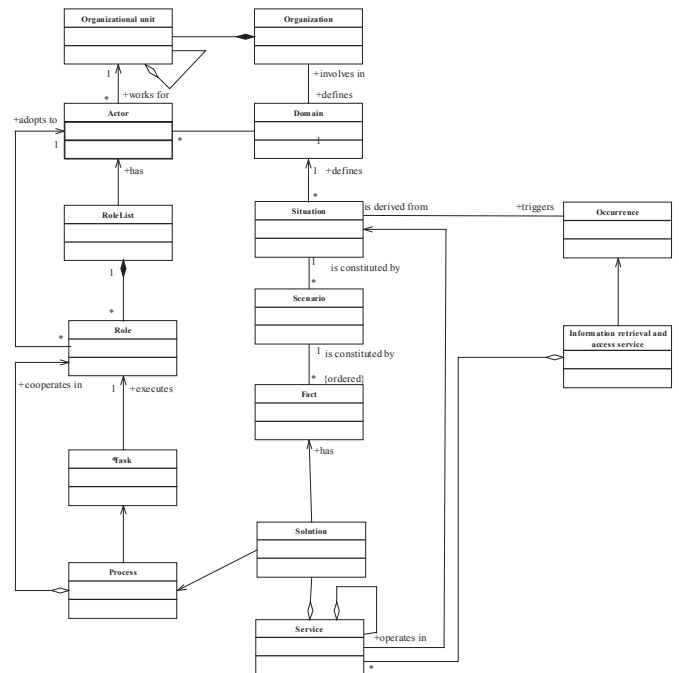 Organizational unit
Organization
1
+works for
*
+involves in
+defines
+adopts to
1
Actor
*
Domain
1
+has
1
+defines
*
RoleList
Situation
is derived from
+triggers
Occurrence
1
*
1
is constituted by
*
Role
*
Scenario
Information retrieval and
access service
+cooperates in
1
+executes
1
is constituted by
*
{ordered}
Fact
*
Task
+has
Solution
Process
Service
+operates in
*